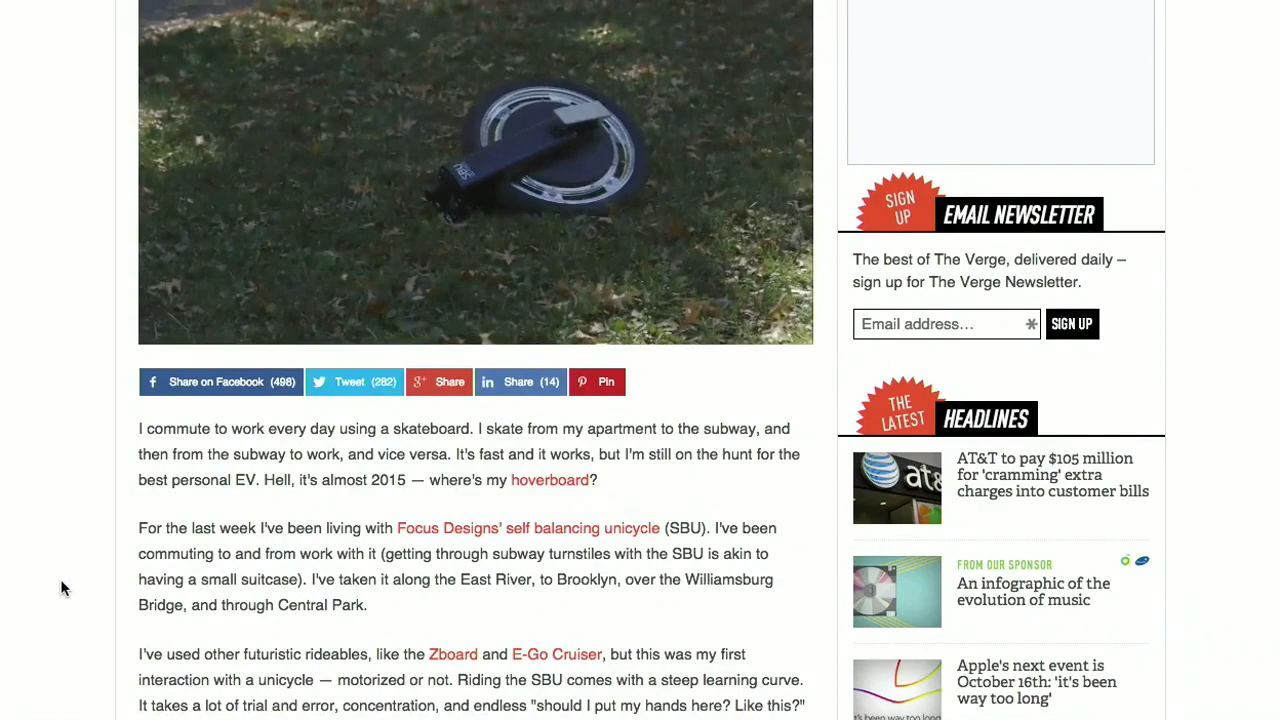 SBU
Share on Facebook (498)
Tweet (282)
Share
Share (14)
Pin
I commute to work every day using a skateboard. I skate from my apartment to the subway, and
then from the subway to work, and vice versa. It's fast and it works, but I'm still on the hunt for the
best personal EV. Hell, it's almost 2015 — where's my hoverboard?
For the last week I've been living with Focus Designs' self balancing unicycle (SBU). I've been
commuting to and from work with it (getting through subway turnstiles with the SBU is akin to
having a small suitcase). I've taken it along the East River, to Brooklyn, over the Williamsburg
Bridge, and through Central Park.
I've used other futuristic rideables, like the Zboard and E-Go Cruiser, but this was my first
interaction with a unicycle — motorized or not. Riding the SBU comes with a steep learning curve.
It takes a lot of trial and error, concentration, and endless "should I put my hands here? Like this?"
SIGN
UP
EMAIL NEWSLETTER
The best of The Verge, delivered daily –
sign up for The Verge Newsletter.
Email address…
SIGN UP
THE
LATEST
HEADLINES
at&t
AT&T to pay $105 million
for 'cramming' extra
charges into customer bills
FROM OUR SPONSOR
An infographic of the
evolution of music
It's been way too long
Apple's next event is
October 16th: 'it's been
way too long'